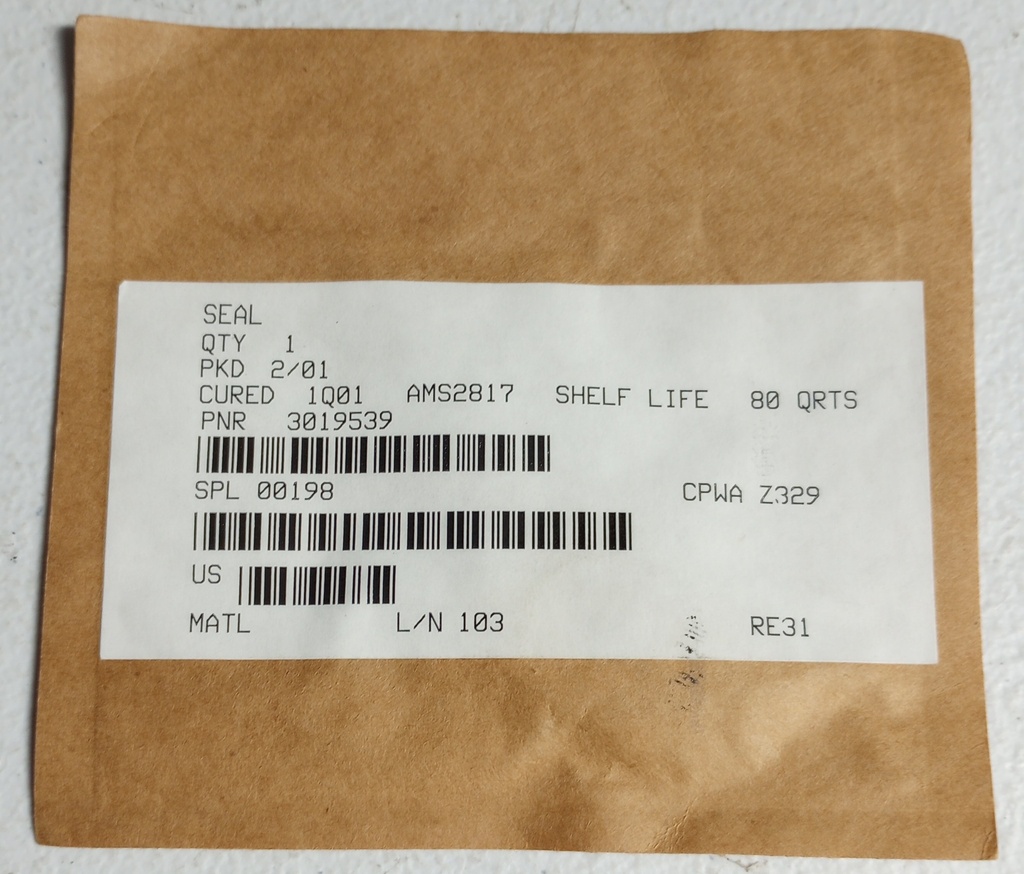 SEAL
QTY 1
PKD 2/01
CURED 1Q01 AMS2817 SHELF LIFE 80 QRTS
PNR 3019539
SPL 00198 CPWA Z329
US
MATL L/N 103 RE31